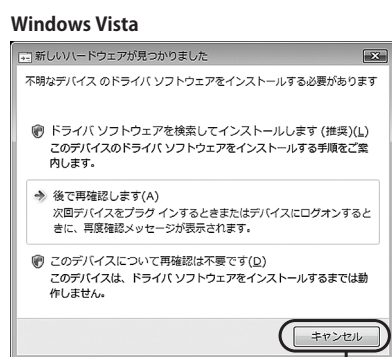 Windows Vista
新しいハードウェアが見つかりました
不明なデバイス のドライバ ソフトウェアをインストールする必要があります
ドライバ ソフトウェアを検索してインストールします (推奨)(L)
このデバイスのドライバ ソフトウェアをインストールする手順をご案
内します。
後で再確認します(A)
次回デバイスをプラグ インするときまたはデバイスにログオンすると
きに、再度確認メッセージが表示されます。
このデバイスについて再確認は不要です(D)
このデバイスは、ドライバ ソフトウェアをインストールするまでは動
作しません。
キャンセル